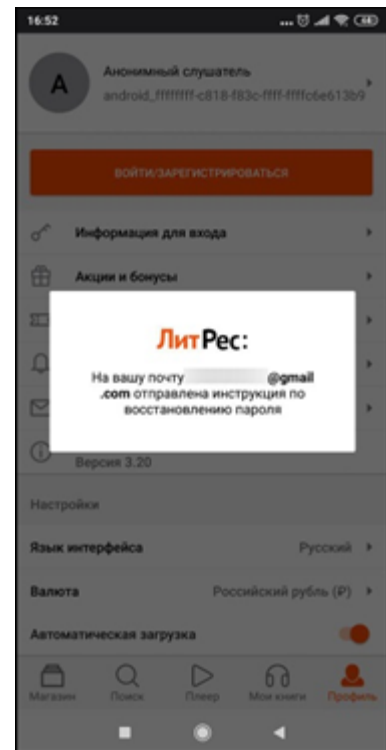 16:52
... 68
A
Анонимный слушатель
android_ffffffff-c818-f83c-ffff-ffffc6e613b9
ВОЙТИ/ЗАРЕГИСТРИРОВАТЬСЯ
Информация для входа
Акции и бонусы
ЛитРес:
На вашу почту @gmail
.com отправлена инструкция по
восстановлению пароля
Версия 3.20
Настройки
Язык интерфейса Русский
Валюта Российский рубль (₽)
Автоматическая загрузка
Магазин Поиск Плеер Мои книги Профиль